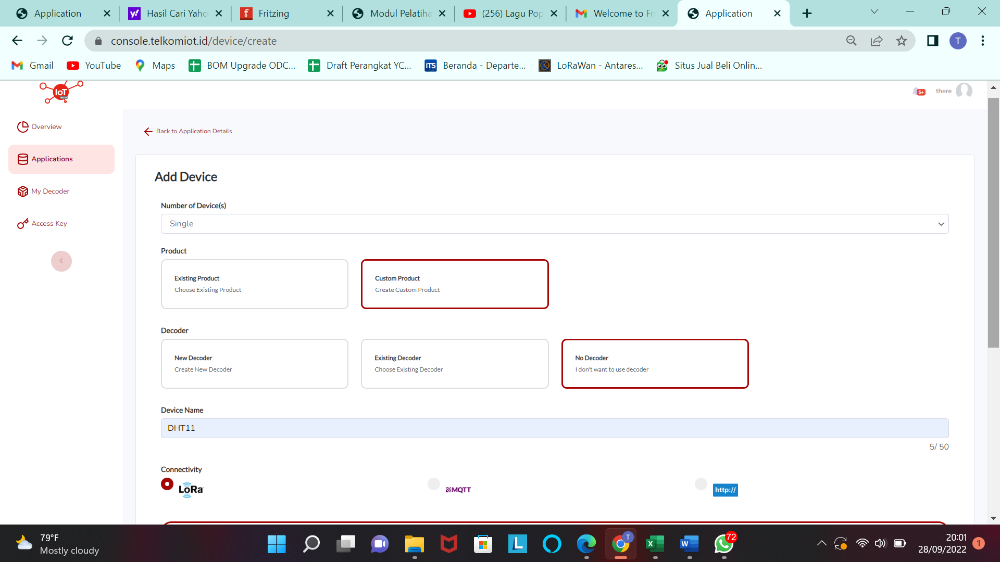 Application
Hasil Cari Yaho
Fritzing
Modul Pelatiha
(256) Lagu Pop
Welcome to Fri
Application
console.telkomiot.id/device/create
T
Gmail
YouTube
Maps
BOM Upgrade ODC...
Draft Perangkat YC...
iTS
Beranda - Departe...
LoRaWan - Antares...
Situs Jual Beli Onlin...
IoT
5+
there
Overview
Applications
My Decoder
Access Key
Back to Application Details
Add Device
Number of Device(s)
Single
Product
Existing Product
Choose Existing Product
Custom Product
Create Custom Product
Decoder
New Decoder
Create New Decoder
Existing Decoder
Choose Existing Decoder
No Decoder
I don't want to use decoder
Device Name
DHT11
5/ 50
Connectivity
LoRa
MQTT
http://
79°F
Mostly cloudy
L
T
X
W
72
20:01
28/09/2022
1